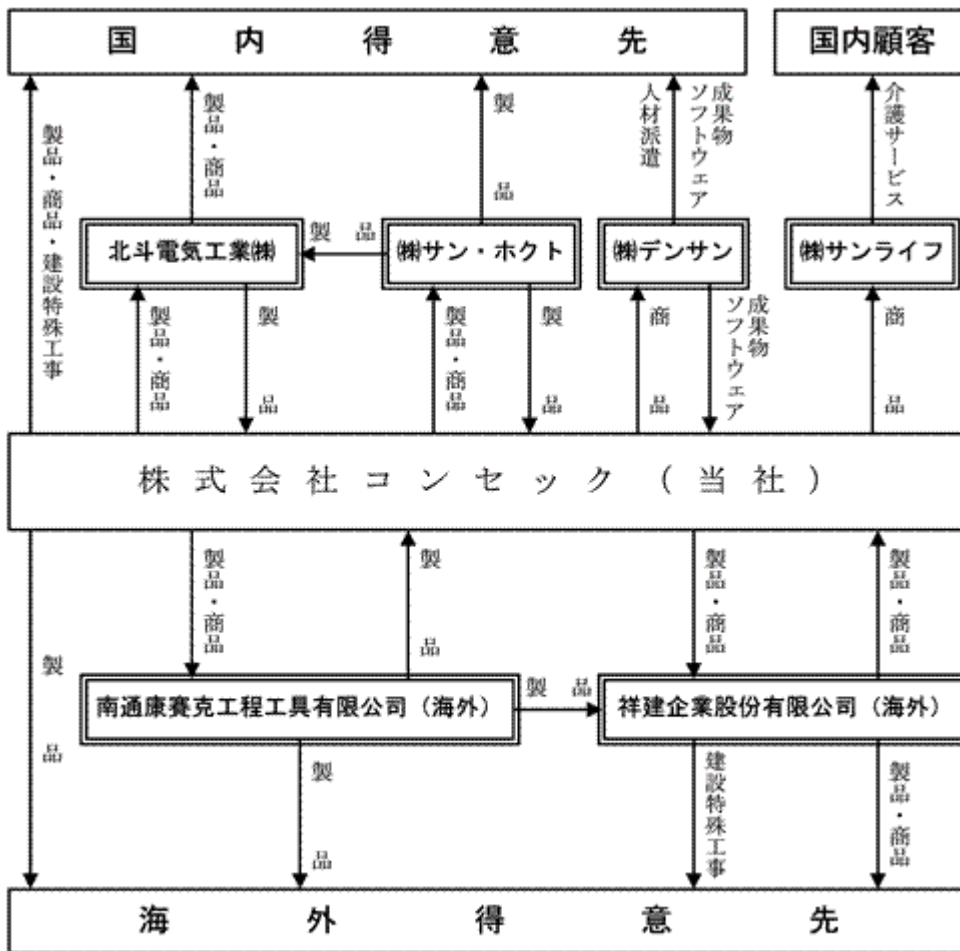 国内得意先
国内顧客
製品・商品・建設特殊工事
製品・商品
製品
人材派遣
ソフトウェア
成果物
介護サービス
北斗電気工業㈱
製品
㈱サン・ホクト
㈱デンサン
㈱サンライフ
製品・商品
製品
製品・商品
製品
商品
ソフトウェア
成果物
商品
株式会社コンセック(当社)
製品
製品・商品
製品
製品・商品
製品・商品
南通康賽克工程工具有限公司(海外)
製品
祥建企業股份有限公司(海外)
製品
建設特殊工事
製品・商品
海外得意先